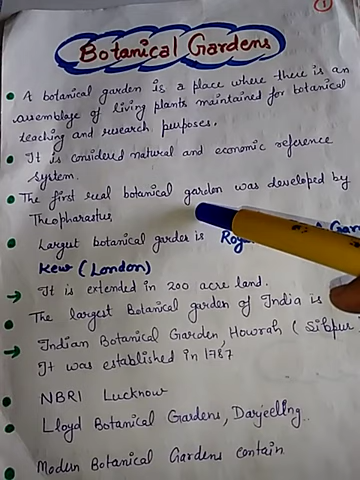 1
Botanical Gardens
A botanical garden is a place where there is an
assemblage of living plants maintained for botanical
teaching and research purposes.
It is considered natural and economic reference
system.
The first real botanical garden was developed by
Theopharastus
Largest botanical garden is Roya
Kew (London)
It is extended in 200 acre land.
The largest Botanical garden of India is
Indian Botanical Garden, Howrah (Sibpur
It was established in 1787
NBRI Lucknow
Lloyd Botanical Gardens, Darjeeling.
Modern Botanical Gardens contain